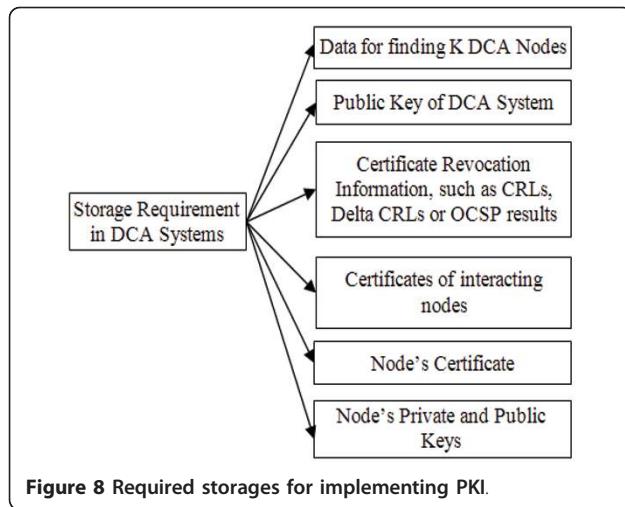 Data for finding K DCA Nodes
Public Key of DCA System
Certificate Revocation
Information, such as CRLs,
Delta CRLs or OCSP results
Storage Requirement
in DCA Systems
Certificates of interacting
nodes
Node's Certificate
Node's Private and Public
Keys
Figure 8 Required storages for implementing PKI.